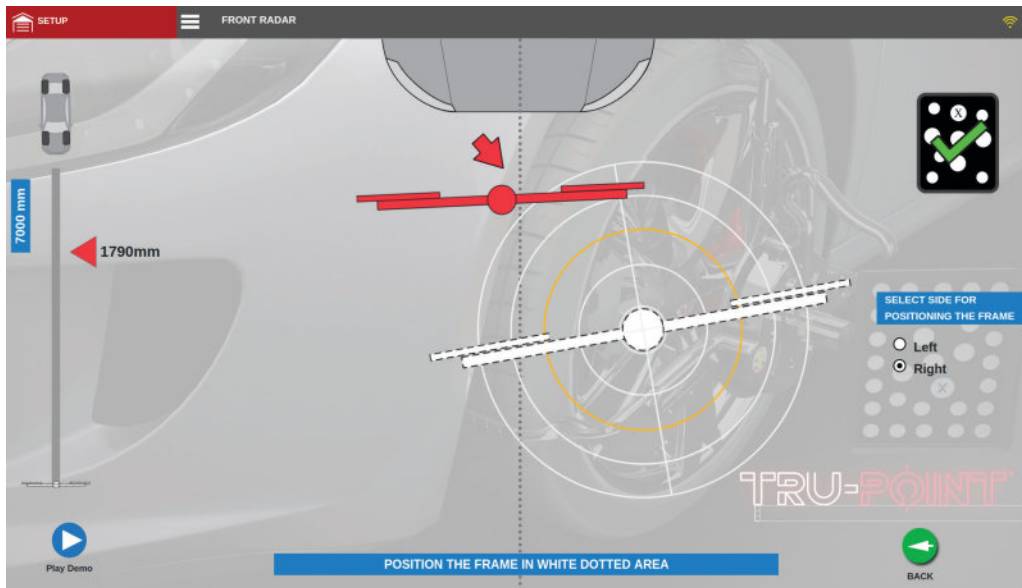 SETUP
FRONT RADAR
X
7000 mm
1790mm
SELECT SIDE FOR
POSITIONING THE FRAME
Left
Right
X
TRU-POINT
POSITION THE FRAME IN WHITE DOTTED AREA
Play Demo
BACK